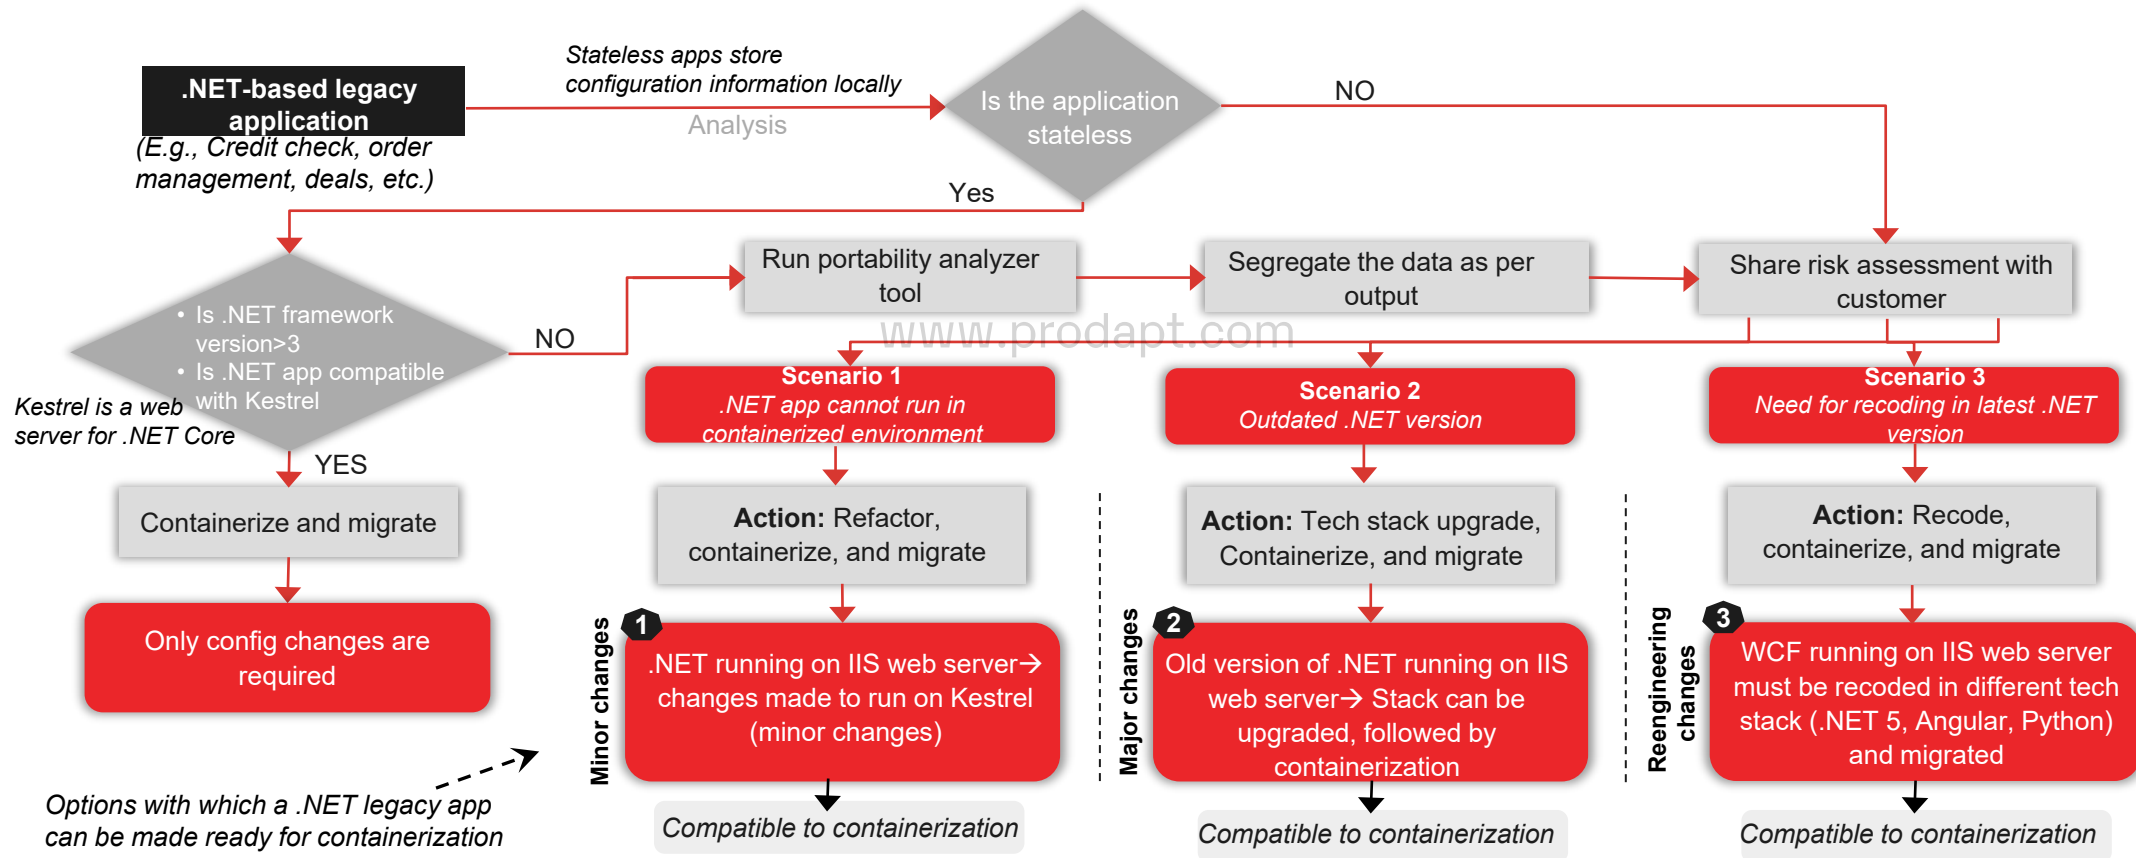 .NET-based legacy
application
(E.g., Credit check, order
management, deals, etc.)
Stateless apps store
configuration information locally
Analysis
Is the application
stateless
NO
Yes
• Is .NET framework
version>3
• Is .NET app compatible
with Kestrel
Kestrel is a web
server for .NET Core
NO
YES
Run portability analyzer
tool
Segregate the data as per
output
Share risk assessment with
customer
www.prodapt.com
Containerize and migrate
Only config changes are
required
Scenario 1
.NET app cannot run in
containerized environment
Scenario 2
Outdated .NET version
Scenario 3
Need for recoding in latest .NET
version
Action: Refactor,
containerize, and migrate
Action: Tech stack upgrade,
Containerize, and migrate
Action: Recode,
containerize, and migrate
Minor changes
1
.NET running on IIS web server→
changes made to run on Kestrel
(minor changes)
Major changes
2
Old version of .NET running on IIS
web server→ Stack can be
upgraded, followed by
containerization
Reengineering
changes
3
WCF running on IIS web server
must be recoded in different tech
stack (.NET 5, Angular, Python)
and migrated
Options with which a .NET legacy app
can be made ready for containerization
Compatible to containerization
Compatible to containerization
Compatible to containerization